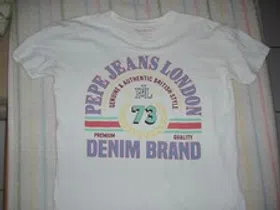 PEPE JEANS LONDON
GENUINE & AUTHENTIC BRITISH STYLE
PJL
73
PREMIUM QUALITY
DENIM BRAND